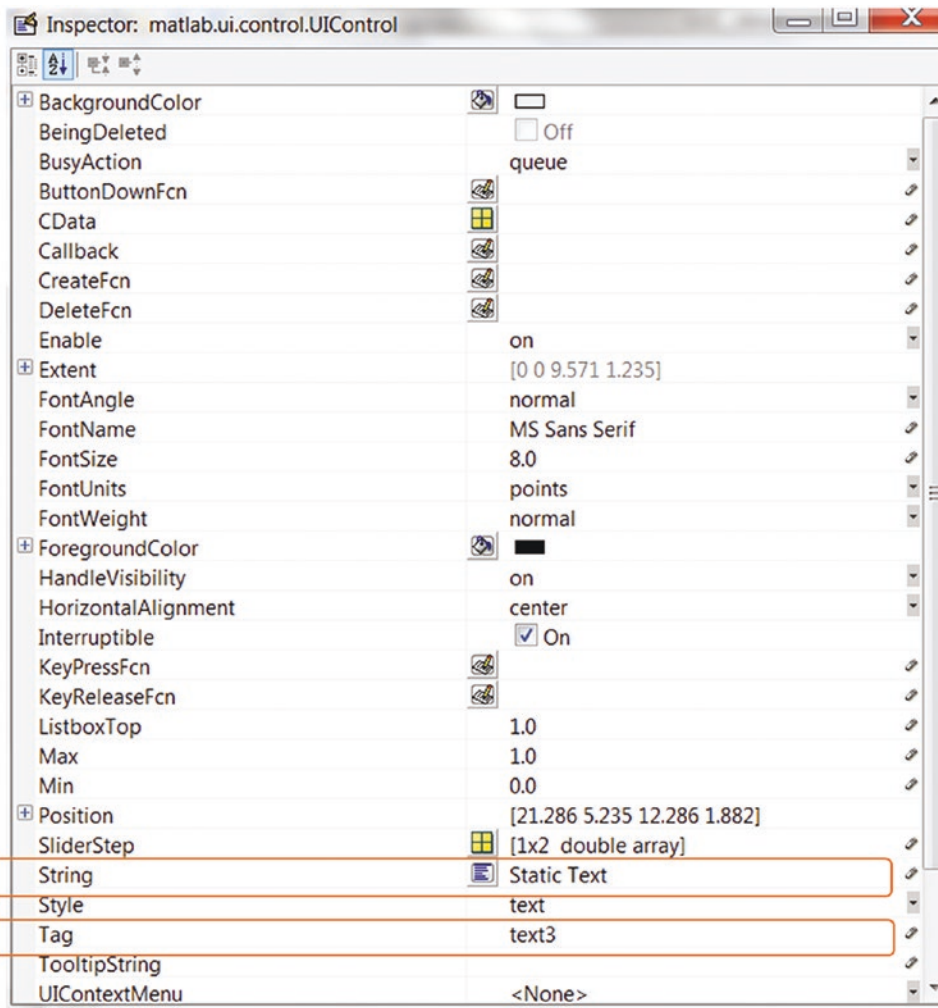 Inspector: matlab.ui.control.UIControl
BackgroundColor
BeingDeleted Off
BusyAction queue
ButtonDownFcn
CData
Callback
CreateFcn
DeleteFcn
Enable on
Extent [0 0 9.571 1.235]
FontAngle normal
FontName MS Sans Serif
FontSize 8.0
FontUnits points
FontWeight normal
ForegroundColor
HandleVisibility on
HorizontalAlignment center
Interruptible On
KeyPressFcn
KeyReleaseFcn
ListboxTop 1.0
Max 1.0
Min 0.0
Position [21.286 5.235 12.286 1.882]
SliderStep [1x2 double array]
String Static Text
Style text
Tag text3
TooltipString
UIContextMenu <None>